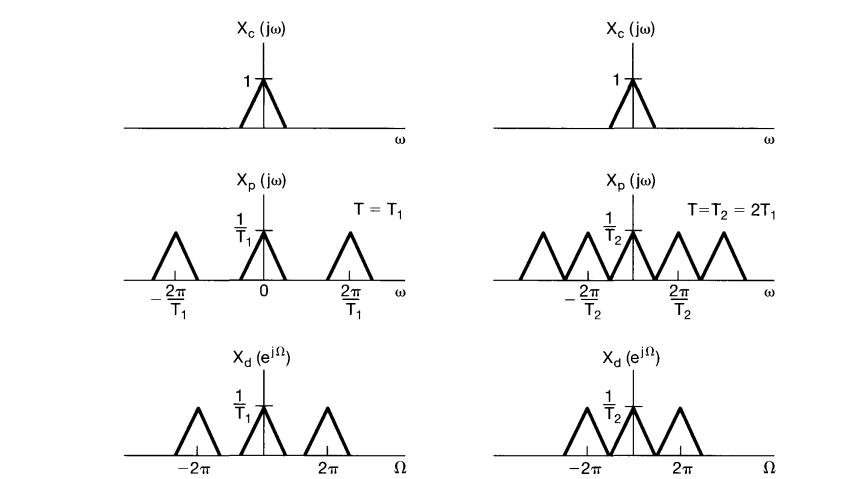 X_c (jω)
1
ω
X_c (jω)
1
ω
X_p (jω)
T = T_1
1/T_1
-2π/T_1
0
2π/T_1
ω
X_p (jω)
T=T_2 = 2T_1
1/T_2
-2π/T_2
2π/T_2
ω
X_d (e^jΩ)
1/T_1
-2π
2π
Ω
X_d (e^jΩ)
1/T_2
-2π
2π
Ω